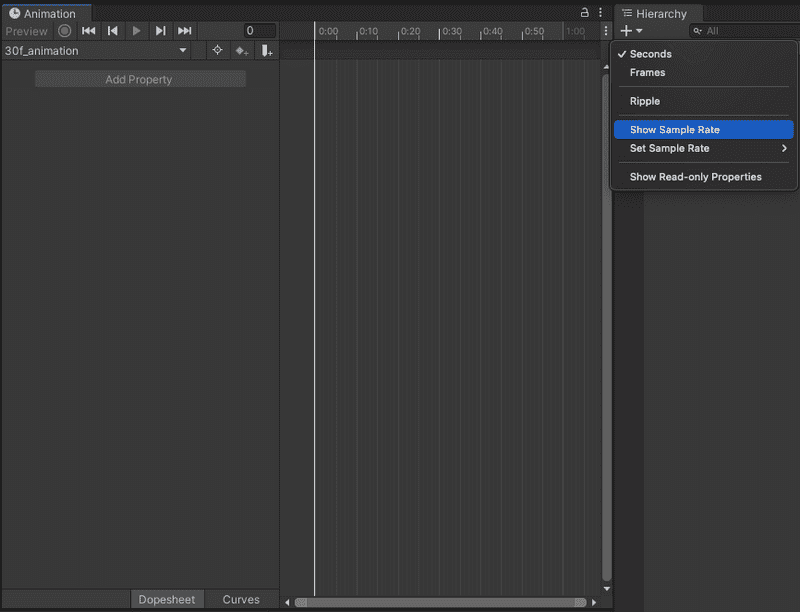 Animation
Hierarchy
Preview
0
0:00 0:10 0:20 0:30 0:40 0:50 1:00
All
30f_animation
Seconds
Frames
Add Property
Ripple
Show Sample Rate
Set Sample Rate
Show Read-only Properties
Dopesheet
Curves